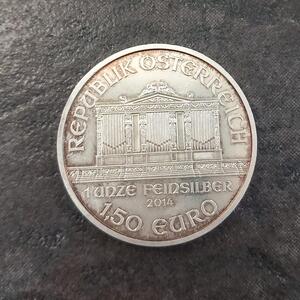 REPUBLIK ÖSTERREICH
1 UNZE FEINSILBER
2014
1,50 EURO